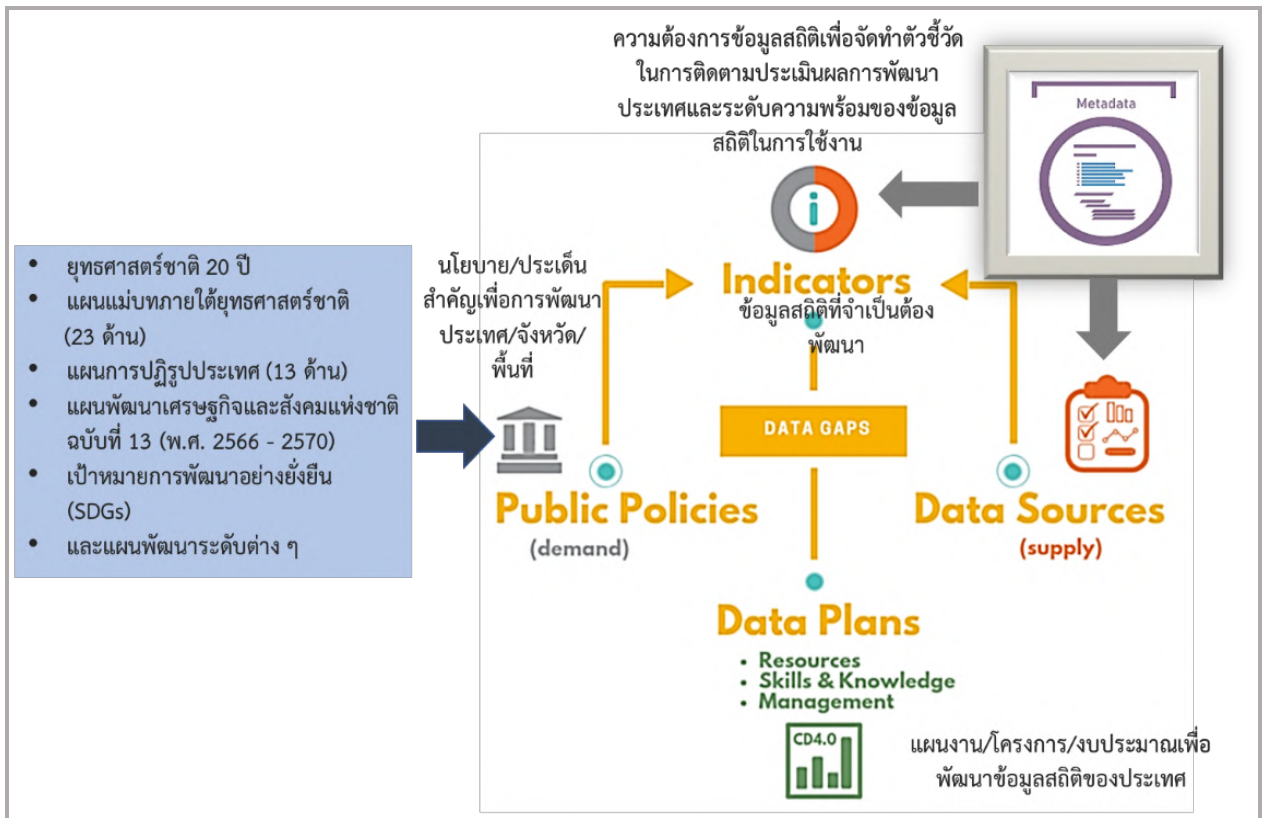 ความต้องการข้อมูลสถิติเพื่อจัดทำตัวชี้วัด
ในการติดตามประเมินผลการพัฒนา
ประเทศและระดับความพร้อมของข้อมูล
สถิติในการใช้งาน
Metadata
• ยุทธศาสตร์ชาติ 20 ปี
• แผนแม่บทภายใต้ยุทธศาสตร์ชาติ
(23 ด้าน)
• แผนการปฏิรูปประเทศ (13 ด้าน)
• แผนพัฒนาเศรษฐกิจและสังคมแห่งชาติ
ฉบับที่ 13 (พ.ศ. 2566 - 2570)
• เป้าหมายการพัฒนาอย่างยั่งยืน
(SDGs)
• และแผนพัฒนาระดับต่าง ๆ
นโยบาย/ประเด็น
สำคัญเพื่อการพัฒนา
ประเทศ/จังหวัด/
พื้นที่
i
Indicators
ข้อมูลสถิติที่จำเป็นต้อง
พัฒนา
DATA GAPS
Public Policies
(demand)
Data Sources
(supply)
Data Plans
• Resources
• Skills & Knowledge
• Management
CD4.0
แผนงาน/โครงการ/งบประมาณเพื่อ
พัฒนาข้อมูลสถิติของประเทศ